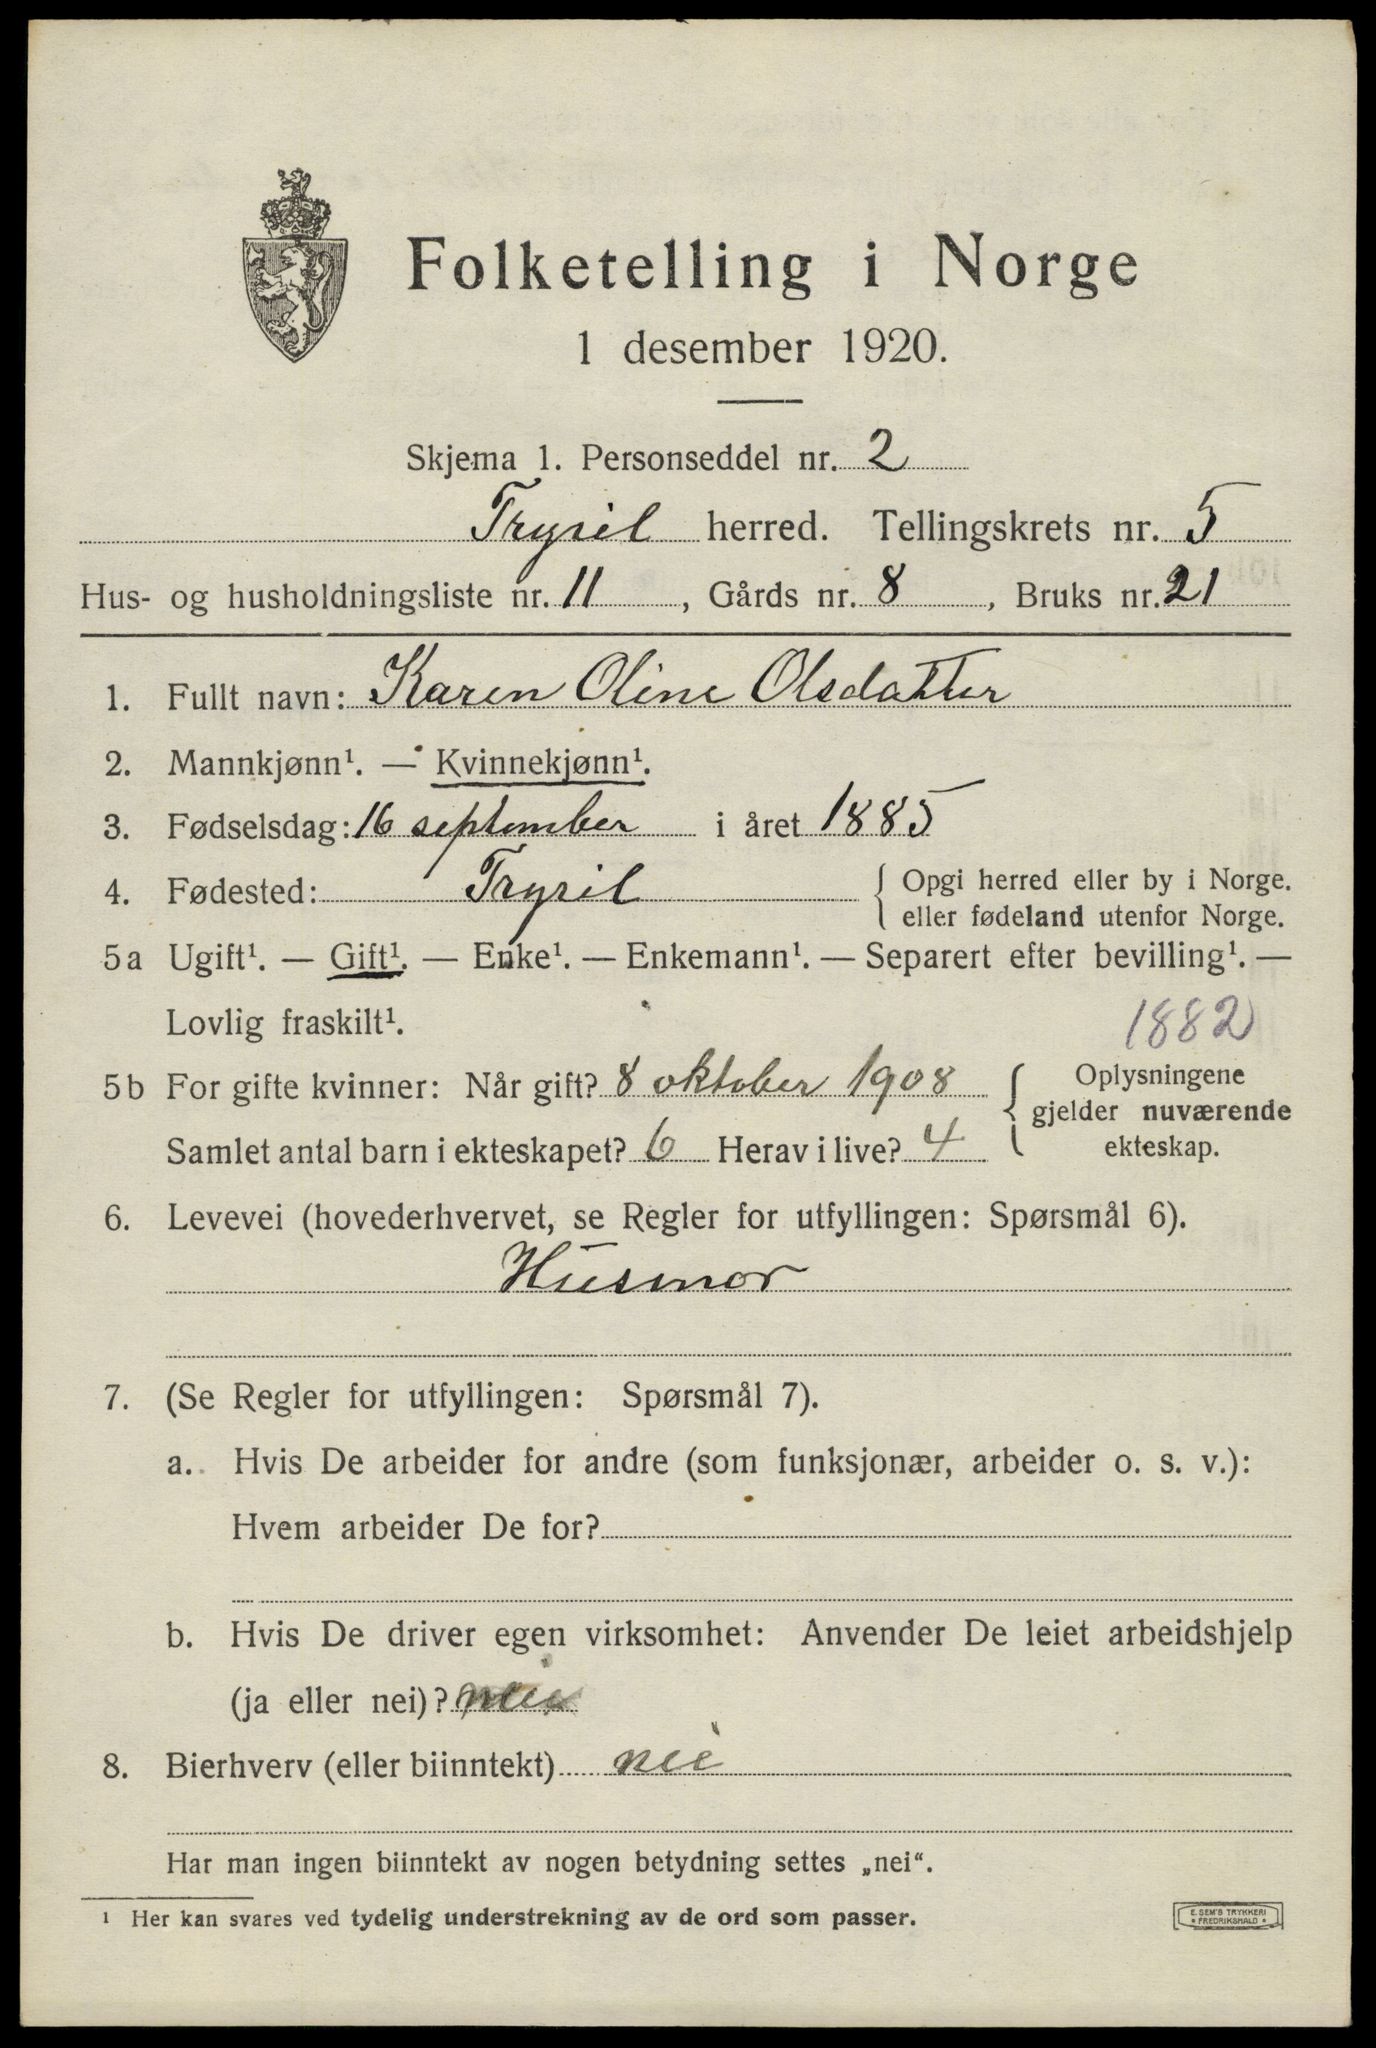 Folketelling i Norge
1 desember 1920.
Skjema 1. Personseddel nr. 2
Trysil herred. Tellingskrets nr. 5
Hus- og husholdningsliste nr. 11, Gårds nr. 8, Bruks nr. 21
1. Fullt navn: Karen Oline Olsdatter
2. Mannkjønn¹. — Kvinnekjønn¹.
3. Fødselsdag: 16 september i året 1885
4. Fødested: Trysil { Opgi herred eller by i Norge.
eller fødeland utenfor Norge.
5a Ugift¹. — Gift¹. — Enke¹. — Enkemann¹. — Separert efter bevilling¹. —
Lovlig fraskilt¹.
1882
5b For gifte kvinner: Når gift? 8 oktober 1908 { Oplysningene
gjelder nuværende
Samlet antal barn i ekteskapet? 6 Herav i live? 4 ekteskap.
6. Levevei (hovederhvervet, se Regler for utfyllingen: Spørsmål 6).
Husmor
7. (Se Regler for utfyllingen: Spørsmål 7).
a. Hvis De arbeider for andre (som funksjonær, arbeider o. s. v.):
Hvem arbeider De for?
b. Hvis De driver egen virksomhet: Anvender De leiet arbeidshjelp
(ja eller nei)? nei
8. Bierhverv (eller biinntekt) nei
Har man ingen biinntekt av nogen betydning settes „nei“.
¹ Her kan svares ved tydelig understrekning av de ord som passer.
E. SEM'S TRYKKERI
* FREDRIKSHALD *